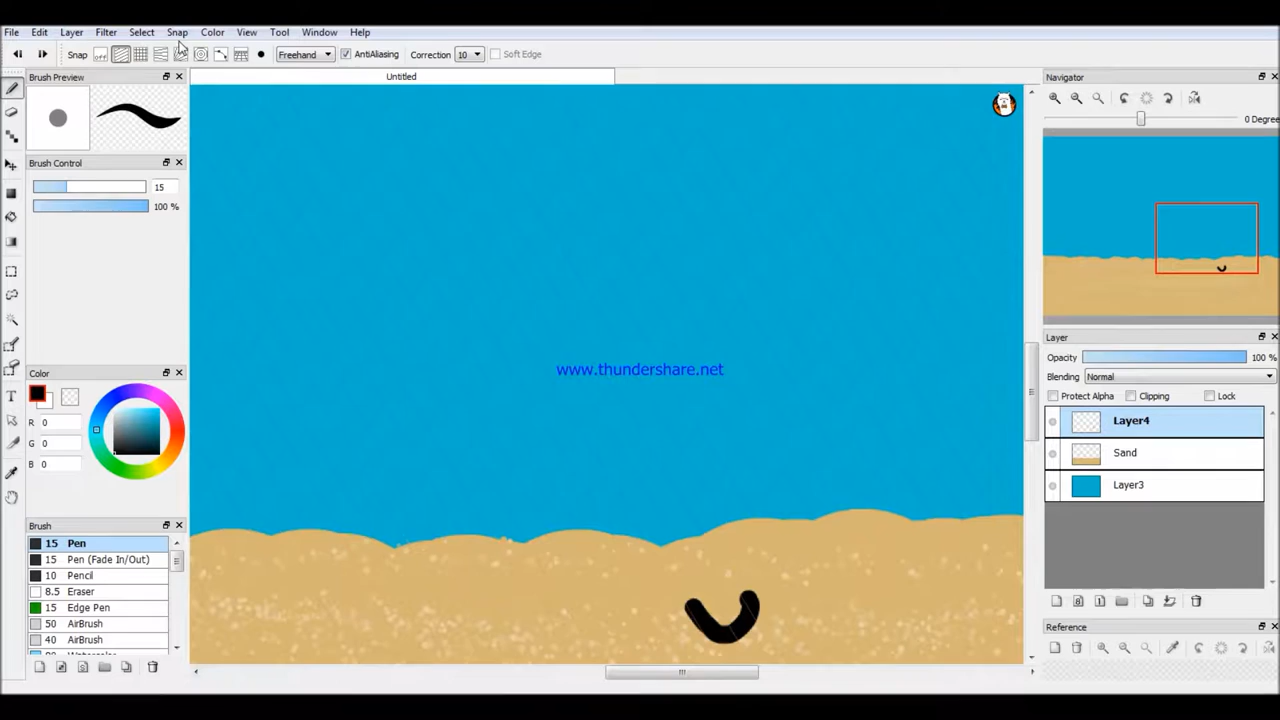 File Edit Layer Filter Select Snap Color View Tool Window Help
Snap off Freehand AntiAliasing Correction 10 Soft Edge
Brush Preview
Untitled
Navigator
0 Degree
Brush Control
15
100 %
www.thundershare.net
Layer
Opacity 100 %
Blending Normal
Protect Alpha Clipping Lock
Layer4
Sand
Layer3
Color
R 0
G 0
B 0
Brush
15 Pen
15 Pen (Fade In/Out)
10 Pencil
8.5 Eraser
15 Edge Pen
50 AirBrush
40 AirBrush
Reference